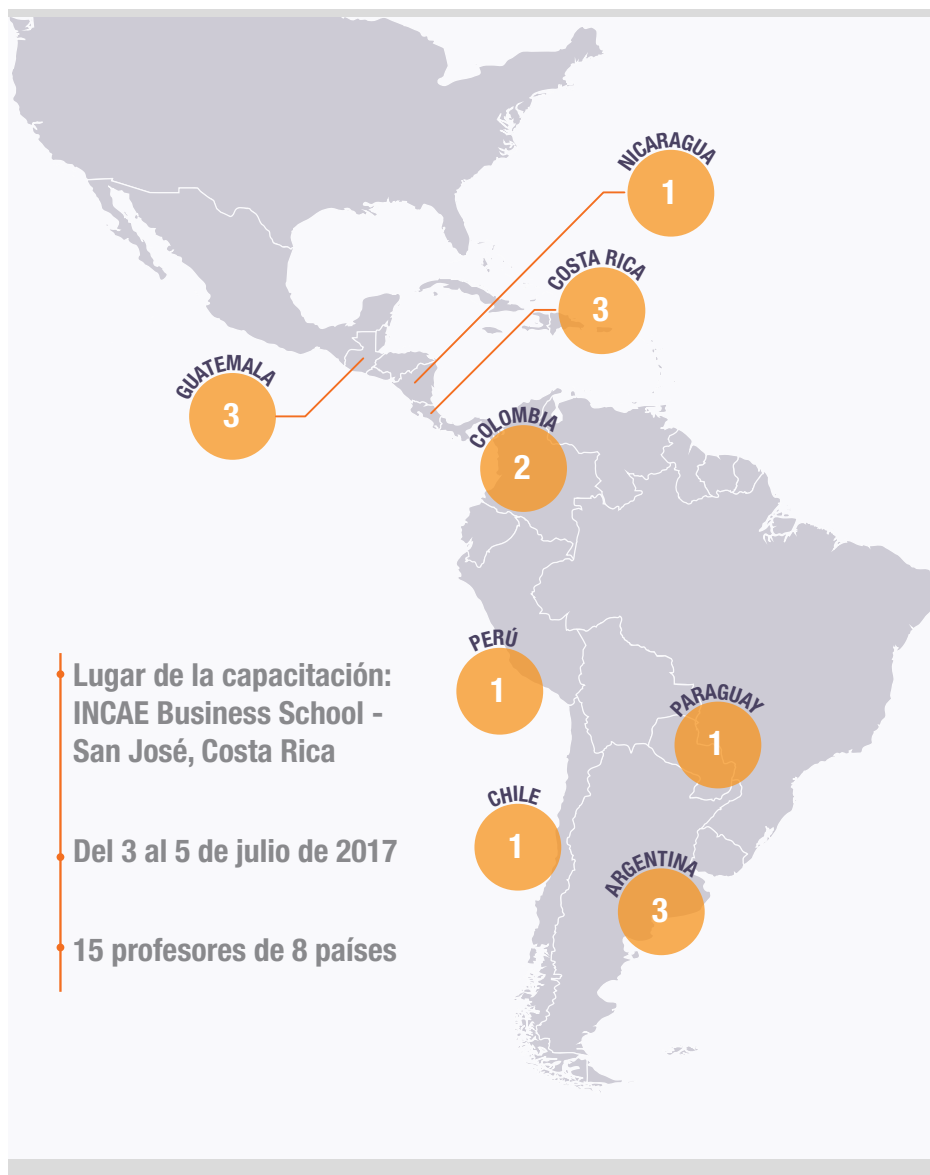 NICARAGUA
1
COSTA RICA
3
GUATEMALA
3
COLOMBIA
2
PERÚ
1
PARAGUAY
1
CHILE
1
ARGENTINA
3
Lugar de la capacitación:
INCAE Business School -
San José, Costa Rica
Del 3 al 5 de julio de 2017
15 profesores de 8 países